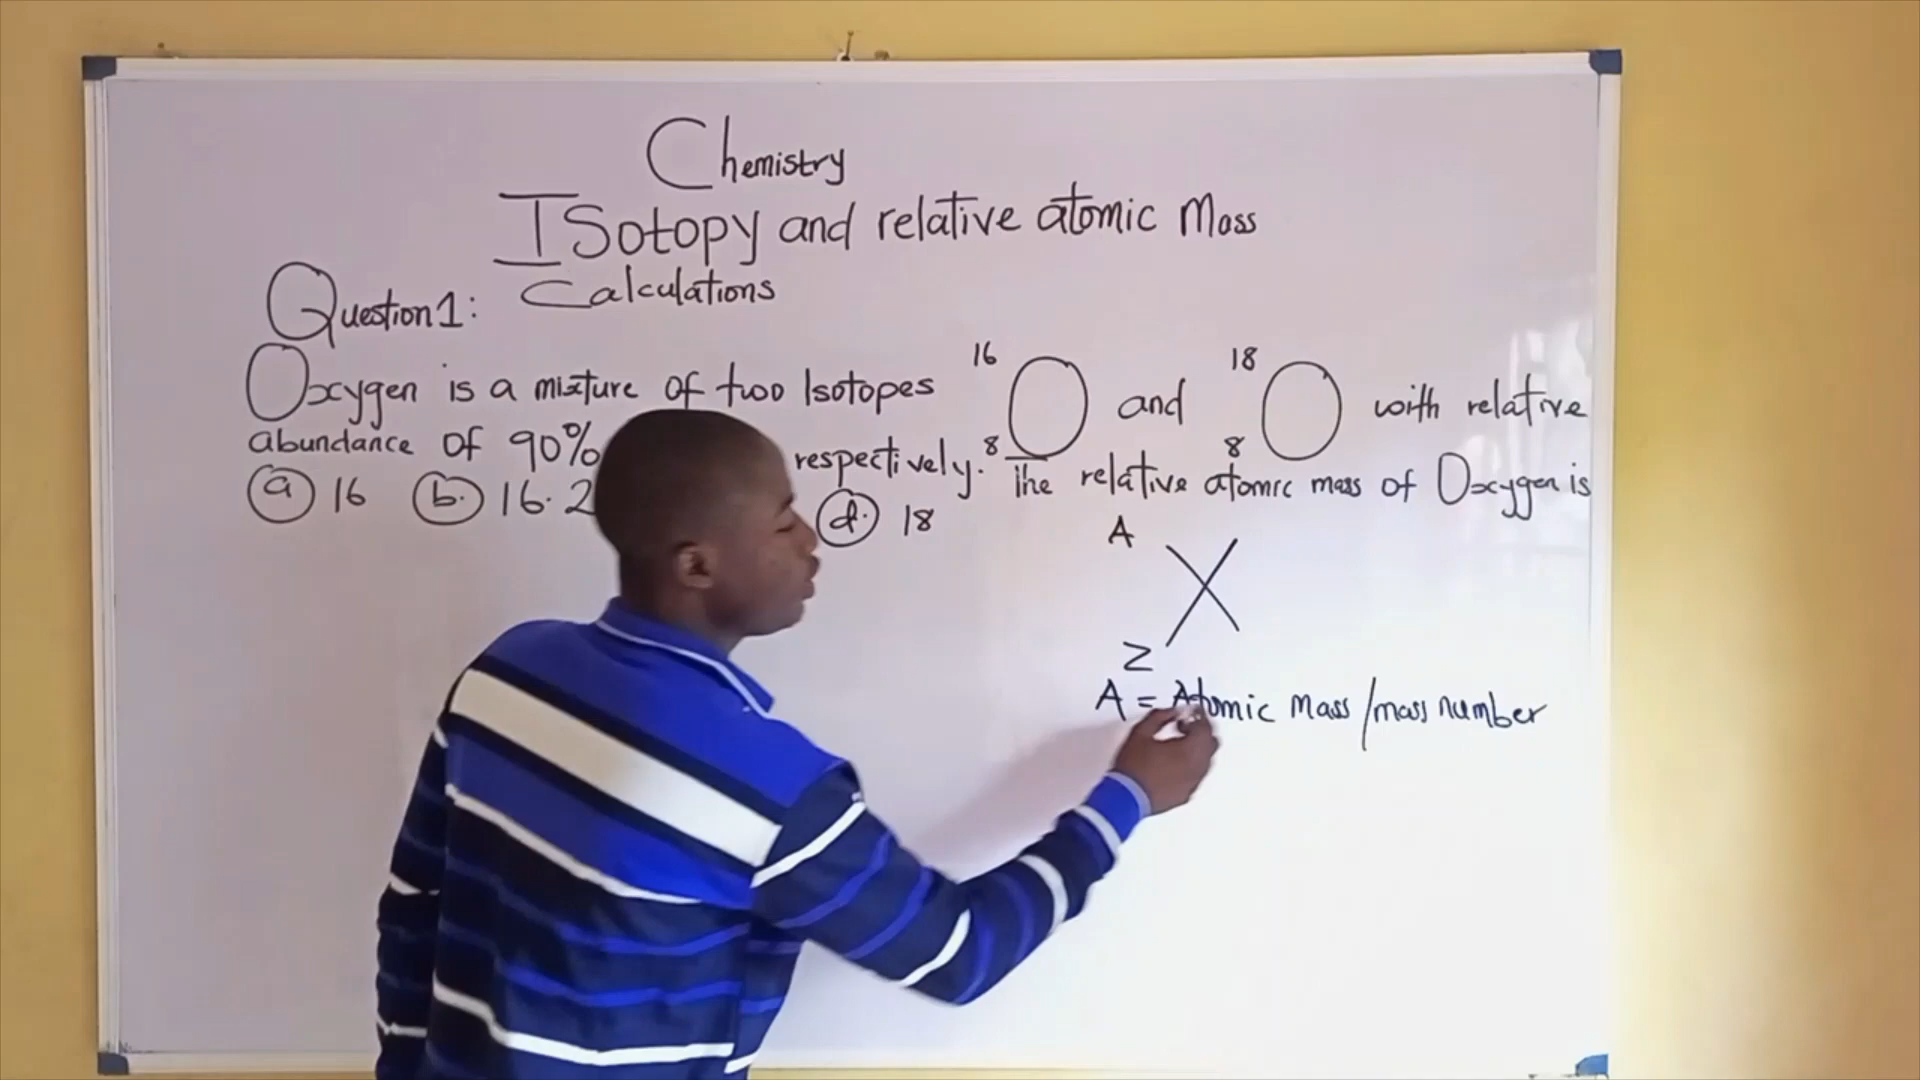 Chemistry
Isotopy and relative atomic Mass
Calculations
Question 1:
Oxygen is a mixture of two Isotopes 16 8 O and 18 8 O with relative
abundance of 90% respectively. The relative atomic mass of Oxygen is
a 16 b. 16.2 d. 18
A
X
Z
A = Atomic Mass/mass number